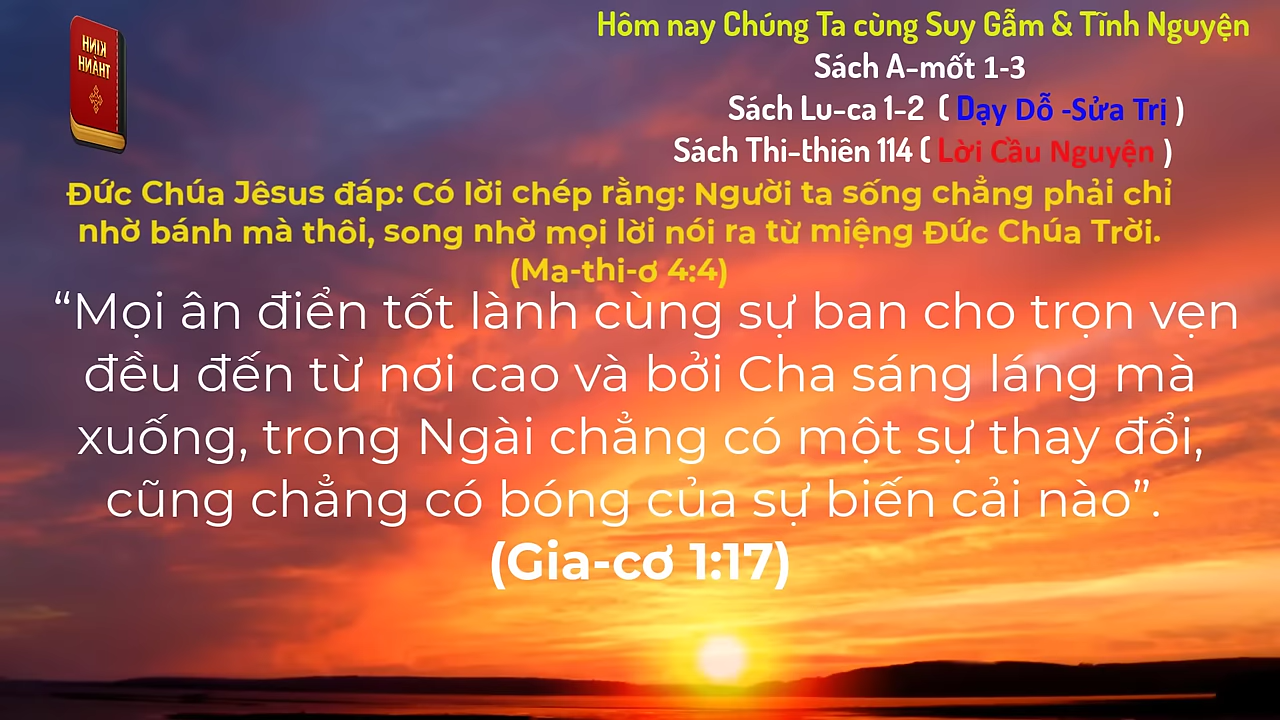 KINH
THÁNH
Hôm nay Chúng Ta cùng Suy Gẫm & Tĩnh Nguyện
Sách A-mốt 1-3
Sách Lu-ca 1-2 ( Dạy Dỗ -Sửa Trị )
Sách Thi-thiên 114 ( Lời Cầu Nguyện )
Đức Chúa Jêsus đáp: Có lời chép rằng: Người ta sống chẳng phải chỉ
nhờ bánh mà thôi, song nhờ mọi lời nói ra từ miệng Đức Chúa Trời.
(Ma-thi-ơ 4:4)
“Mọi ân điển tốt lành cùng sự ban cho trọn vẹn
đều đến từ nơi cao và bởi Cha sáng láng mà
xuống, trong Ngài chẳng có một sự thay đổi,
cũng chẳng có bóng của sự biến cải nào”.
(Gia-cơ 1:17)